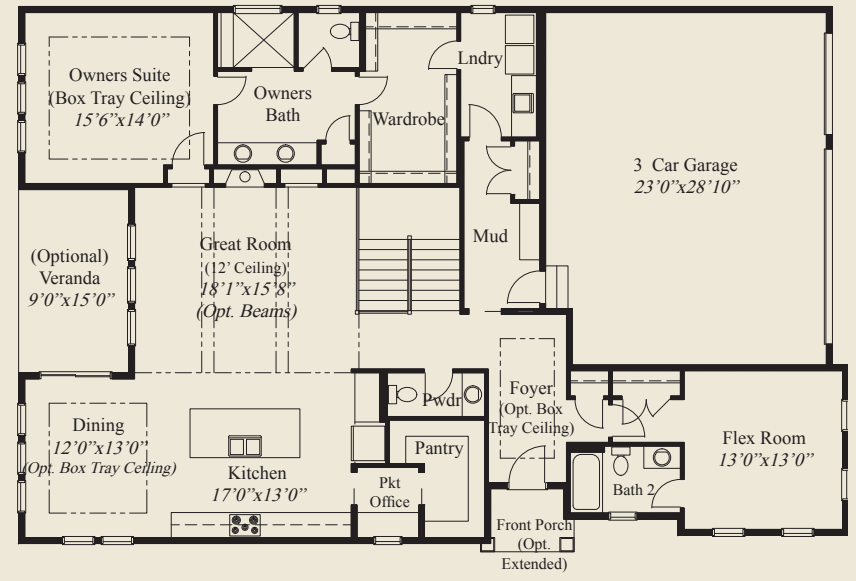 Owners Suite
(Box Tray Ceiling)
15’6”x14’0”
Owners
Bath
Wardrobe
Lndry
3 Car Garage
23’0”x28’10”
(Optional)
Veranda
9’0”x15’0”
Great Room
(12’ Ceiling)
18’1”x15’8”
(Opt. Beams)
Mud
Dining
12’0”x13’0”
(Opt. Box Tray Ceiling)
Kitchen
17’0”x13’0”
Pwdr
Pantry
Pkt
Office
Foyer
(Opt. Box
Tray Ceiling)
Flex Room
13’0”x13’0”
Bath 2
Front Porch
(Opt.
Extended)